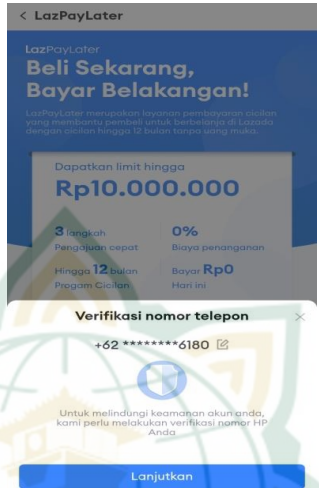 < LazPayLater
LazPayLater
Beli Sekarang,
Bayar Belakangan!
LazPayLater merupakan layanan pembayaran cicilan
yang membantu pembeli untuk berbelanja di Lazada
dengan cicilan hingga 12 bulan tanpa uang muka.
Dapatkan limit hingga
Rp10.000.000
3 langkah
Pengajuan cepat
0%
Biaya penanganan
Hingga 12 bulan
Progam Cicilan
Bayar Rp0
Hari ini
Verifikasi nomor telepon
+62 ********6180
Untuk melindungi keamanan akun anda,
kami perlu melakukan verifikasi nomor HP
Anda
Lanjutkan